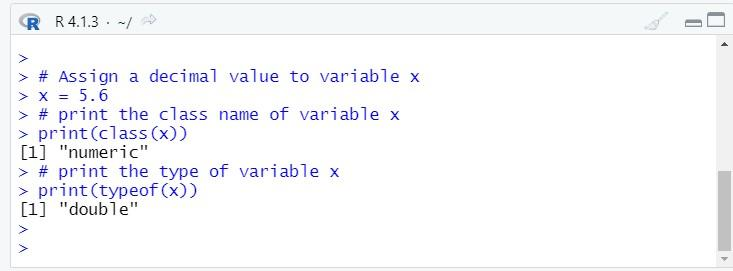 R R 4.1.3 · ~/
>
> # Assign a decimal value to variable x
> x = 5.6
> # print the class name of variable x
> print(class(x))
[1] "numeric"
> # print the type of variable x
> print(typeof(x))
[1] "double"
>
>